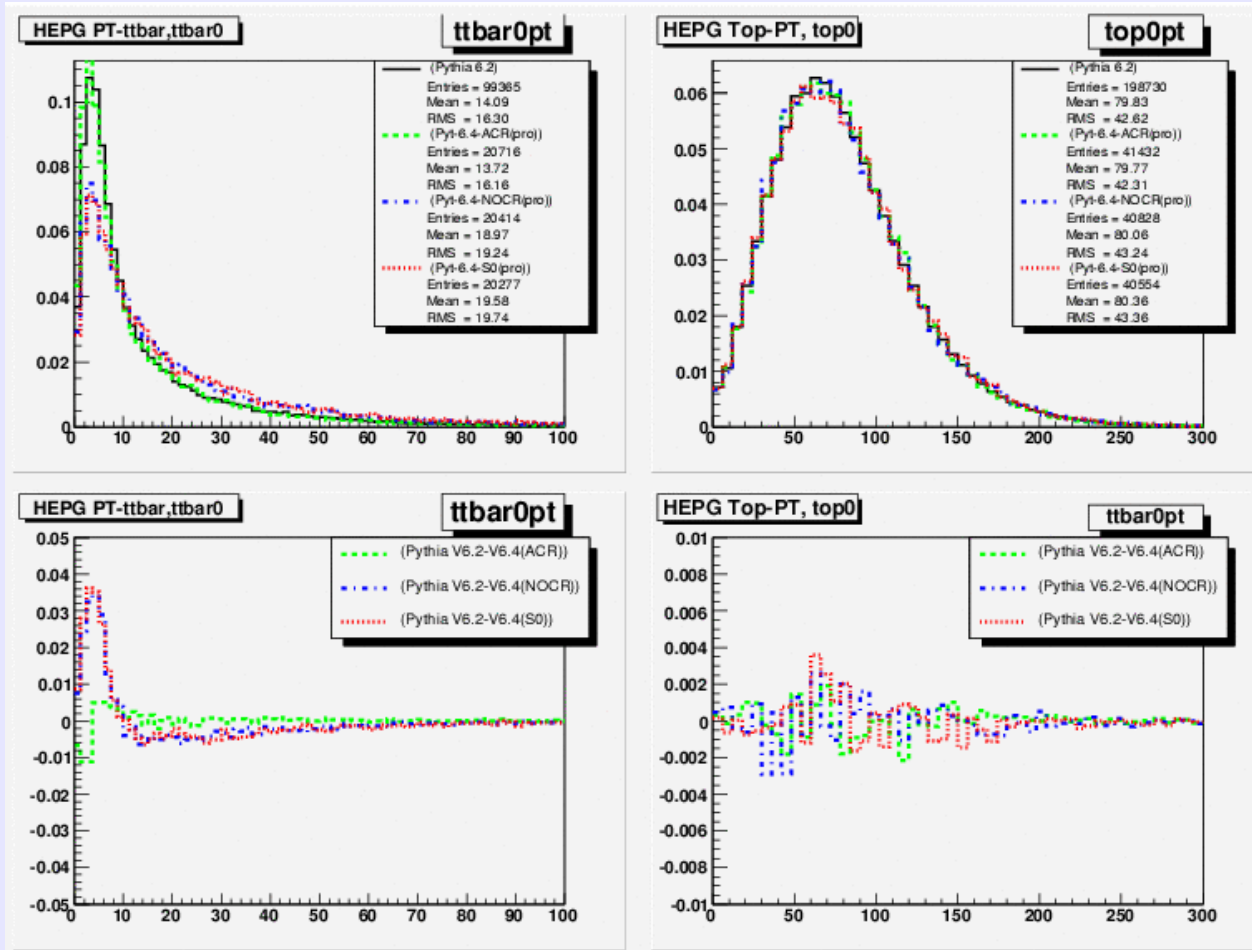 HEPG PT-ttbar,ttbar0
ttbar0pt
(Pythia 6.2)
Entries = 99365
Mean = 14.09
RMS = 16.30
(Pyt-6.4-ACR(pro))
Entries = 20716
Mean = 13.72
RMS = 16.16
(Pyt-6.4-NOCR(pro))
Entries = 20414
Mean = 18.97
RMS = 19.24
(Pyt-6.4-S0(pro))
Entries = 20277
Mean = 19.58
RMS = 19.74
0.1
0.08
0.06
0.04
0.02
0
0 10 20 30 40 50 60 70 80 90 100
HEPG Top-PT, top0
top0pt
(Pythia 6.2)
Entries = 198730
Mean = 79.83
RMS = 42.62
(Pyt-6.4-ACR(pro))
Entries = 41432
Mean = 79.77
RMS = 42.31
(Pyt-6.4-NOCR(pro))
Entries = 40828
Mean = 80.06
RMS = 43.24
(Pyt-6.4-S0(pro))
Entries = 40554
Mean = 80.36
RMS = 43.36
0.06
0.05
0.04
0.03
0.02
0.01
0
0 50 100 150 200 250 300
HEPG PT-ttbar,ttbar0
ttbar0pt
(Pythia V6.2-V6.4(ACR))
(Pythia V6.2-V6.4(NOCR))
(Pythia V6.2-V6.4(S0))
0.05
0.04
0.03
0.02
0.01
0
-0.01
-0.02
-0.03
-0.04
-0.05
0 10 20 30 40 50 60 70 80 90 100
HEPG Top-PT, top0
ttbar0pt
(Pythia V6.2-V6.4(ACR))
(Pythia V6.2-V6.4(NOCR))
(Pythia V6.2-V6.4(S0))
0.01
0.008
0.006
0.004
0.002
0
-0.002
-0.004
-0.006
-0.008
-0.01
0 50 100 150 200 250 300